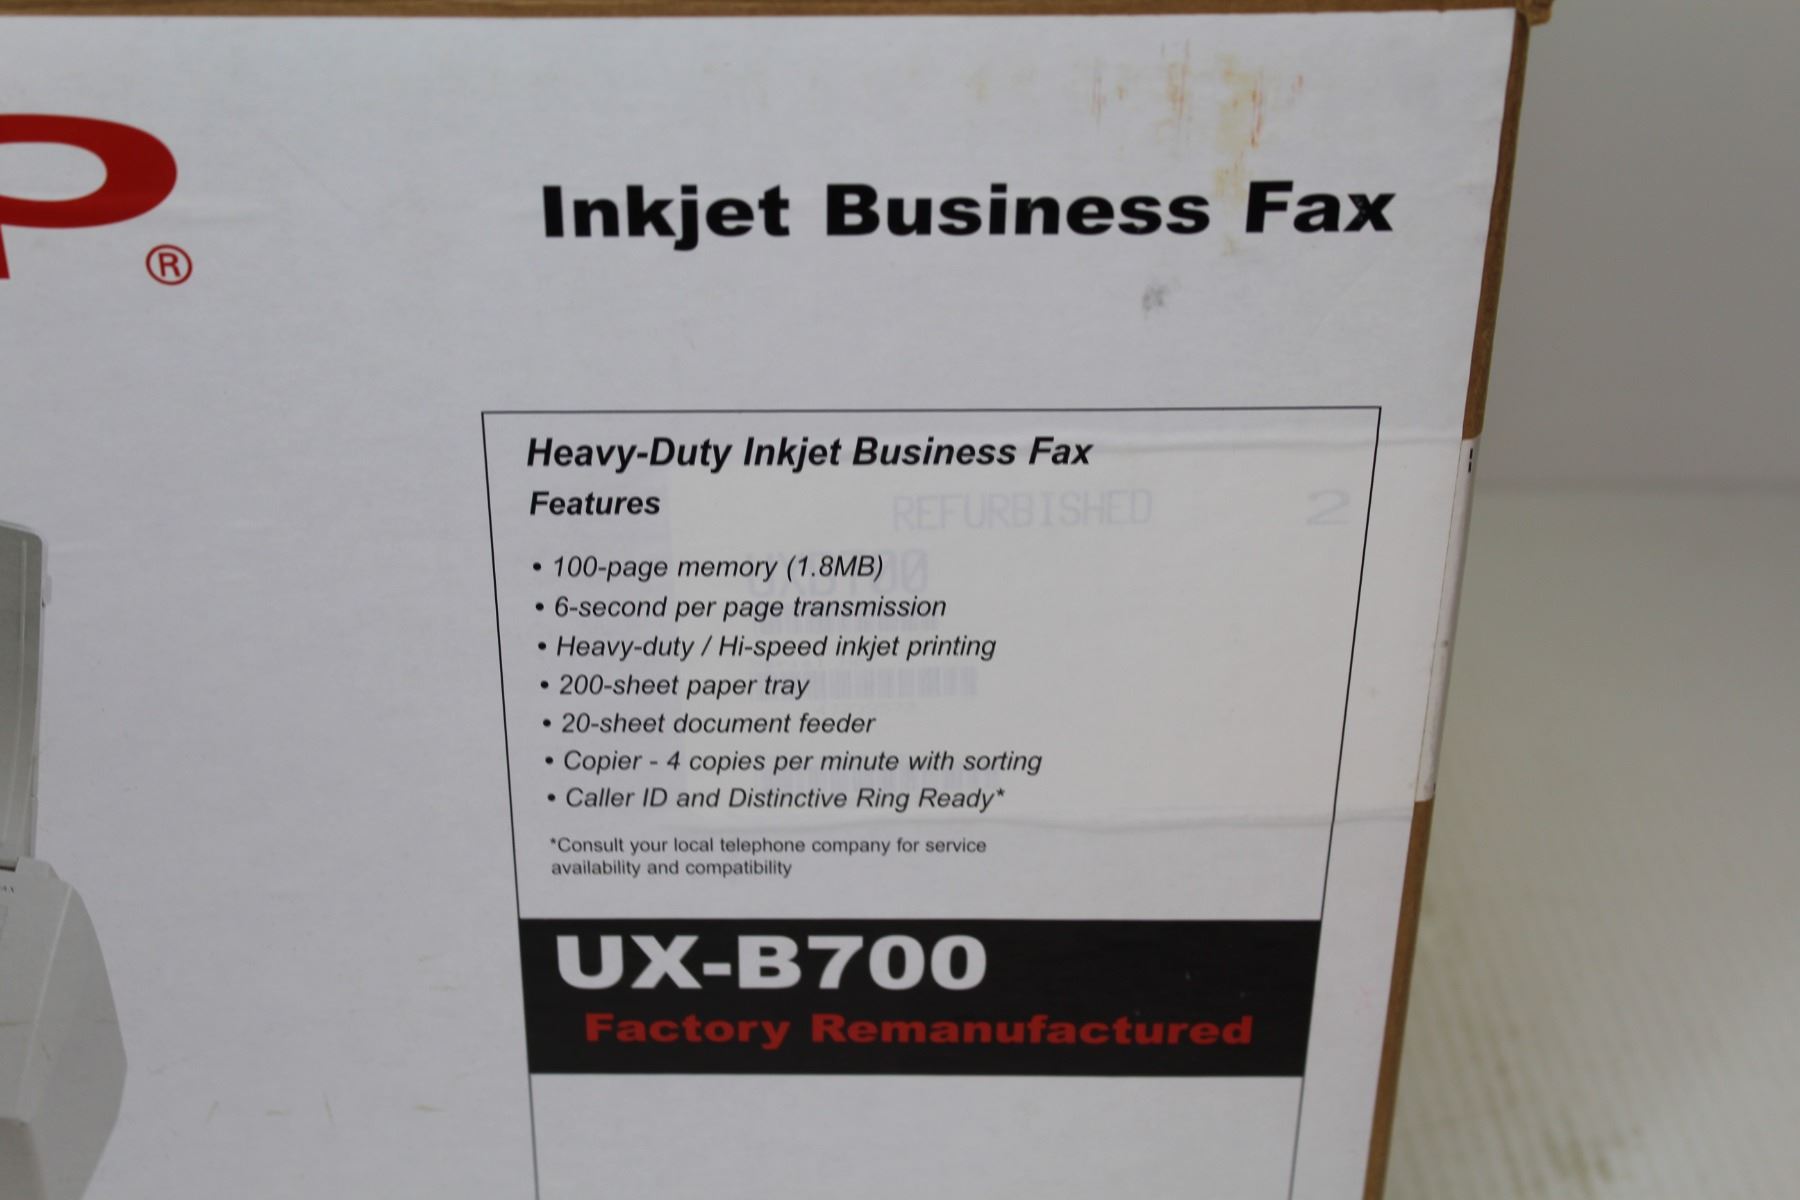 p®
Inkjet Business Fax
Heavy-Duty Inkjet Business Fax
Features
REFURBISHED 2
UXB700
• 100-page memory (1.8MB)
• 6-second per page transmission
• Heavy-duty / Hi-speed inkjet printing
• 200-sheet paper tray
• 20-sheet document feeder
• Copier - 4 copies per minute with sorting
• Caller ID and Distinctive Ring Ready*
*Consult your local telephone company for service
availability and compatibility
UX-B700
Factory Remanufactured